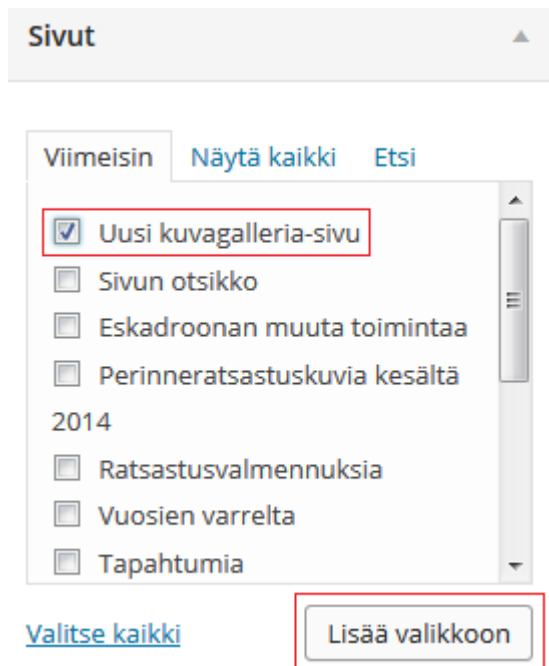 Sivut
Viimeisin Näytä kaikki Etsi
Uusi kuvagalleria-sivu
Sivun otsikko
Eskadroonan muuta toimintaa
Perinneratsastuskuvia kesältä
2014
Ratsastusvalmennuksia
Vuosien varrelta
Tapahtumia
Valitse kaikki Lisää valikkoon